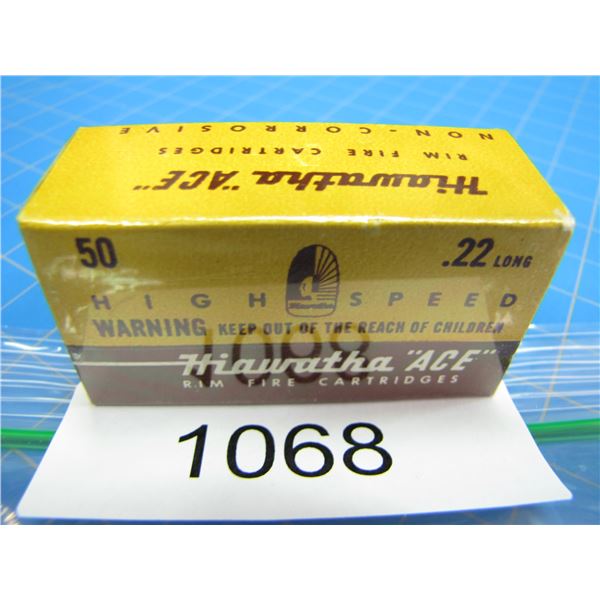 NON-CORROSIVE
RIM FIRE CARTRIDGES
Hiawatha "ACE"
50
.22 LONG
HIGH SPEED
WARNING KEEP OUT OF THE REACH OF CHILDREN
Hiawatha "ACE"
RIM FIRE CARTRIDGES
1068